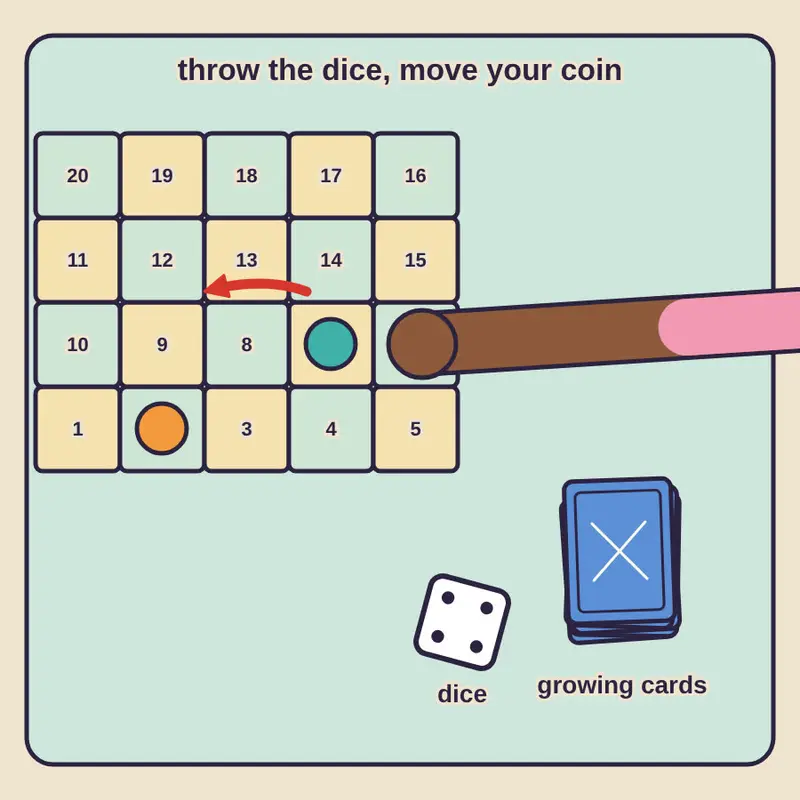 throw the dice, move your coin
20 19 18 17 16
11 12 13 14 15
10 9 8
1 3 4 5
dice
growing cards